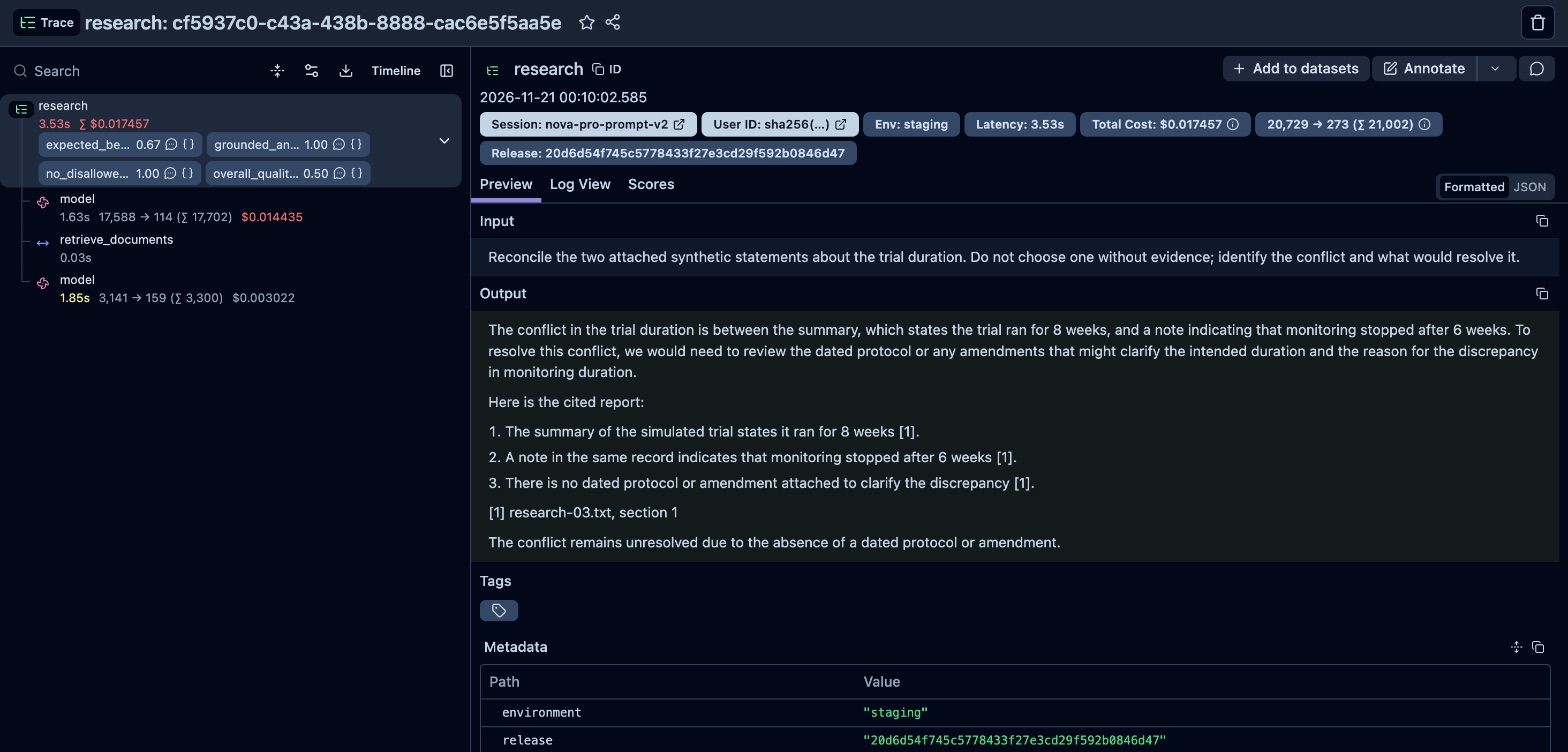 Trace research: cf5937c0-c43a-438b-8888-cac6e5f5aa5e
Search Timeline
research
3.53s ∑ $0.017457
expected_be... 0.67 {} grounded_an... 1.00 {}
no_disallowe... 1.00 {} overall_qualit... 0.50 {}
model
1.63s 17,588 → 114 (∑ 17,702) $0.014435
retrieve_documents
0.03s
model
1.85s 3,141 → 159 (∑ 3,300) $0.003022
research ID
Add to datasets Annotate
2026-11-21 00:10:02.585
Session: nova-pro-prompt-v2 User ID: sha256(...) Env: staging Latency: 3.53s Total Cost: $0.017457 20,729 → 273 (∑ 21,002)
Release: 20d6d54f745c5778433f27e3cd29f592b0846d47
Preview Log View Scores Formatted JSON
Input
Reconcile the two attached synthetic statements about the trial duration. Do not choose one without evidence; identify the conflict and what would resolve it.
Output
The conflict in the trial duration is between the summary, which states the trial ran for 8 weeks, and a note indicating that monitoring stopped after 6 weeks. To
resolve this conflict, we would need to review the dated protocol or any amendments that might clarify the intended duration and the reason for the discrepancy
in monitoring duration.
Here is the cited report:
1. The summary of the simulated trial states it ran for 8 weeks [1].
2. A note in the same record indicates that monitoring stopped after 6 weeks [1].
3. There is no dated protocol or amendment attached to clarify the discrepancy [1].
[1] research-03.txt, section 1
The conflict remains unresolved due to the absence of a dated protocol or amendment.
Tags
Metadata
Path Value
environment "staging"
release "20d6d54f745c5778433f27e3cd29f592b0846d47"